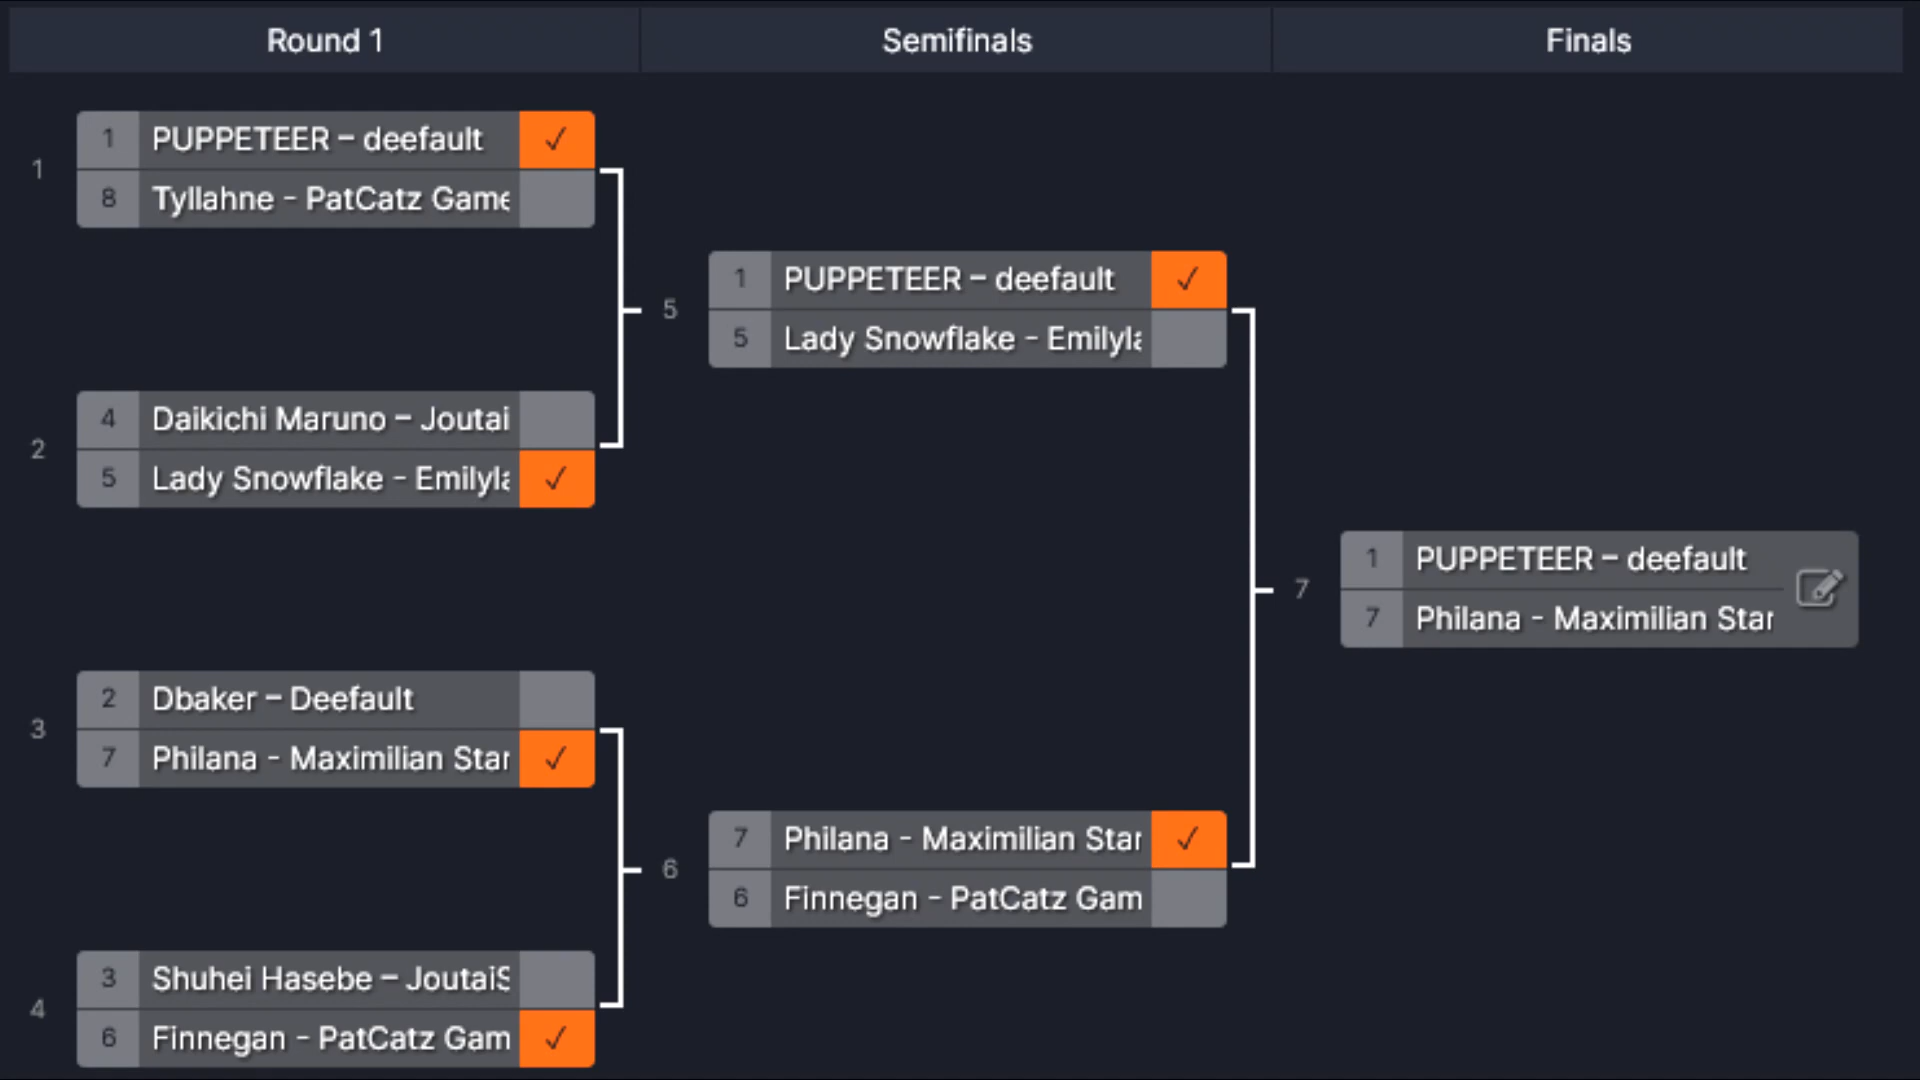 Round 1
Semifinals
Finals
1
1 PUPPETEER – deefault ✓
8 Tyllahne - PatCatz Game
2
4 Daikichi Maruno – Joutai
5 Lady Snowflake - Emilyla ✓
3
2 Dbaker – Deefault
7 Philana - Maximilian Star ✓
4
3 Shuhei Hasebe – JoutaiS
6 Finnegan - PatCatz Gam ✓
5
1 PUPPETEER – deefault ✓
5 Lady Snowflake - Emilyla
6
7 Philana - Maximilian Star ✓
6 Finnegan - PatCatz Gam
7
1 PUPPETEER – deefault
7 Philana - Maximilian Star